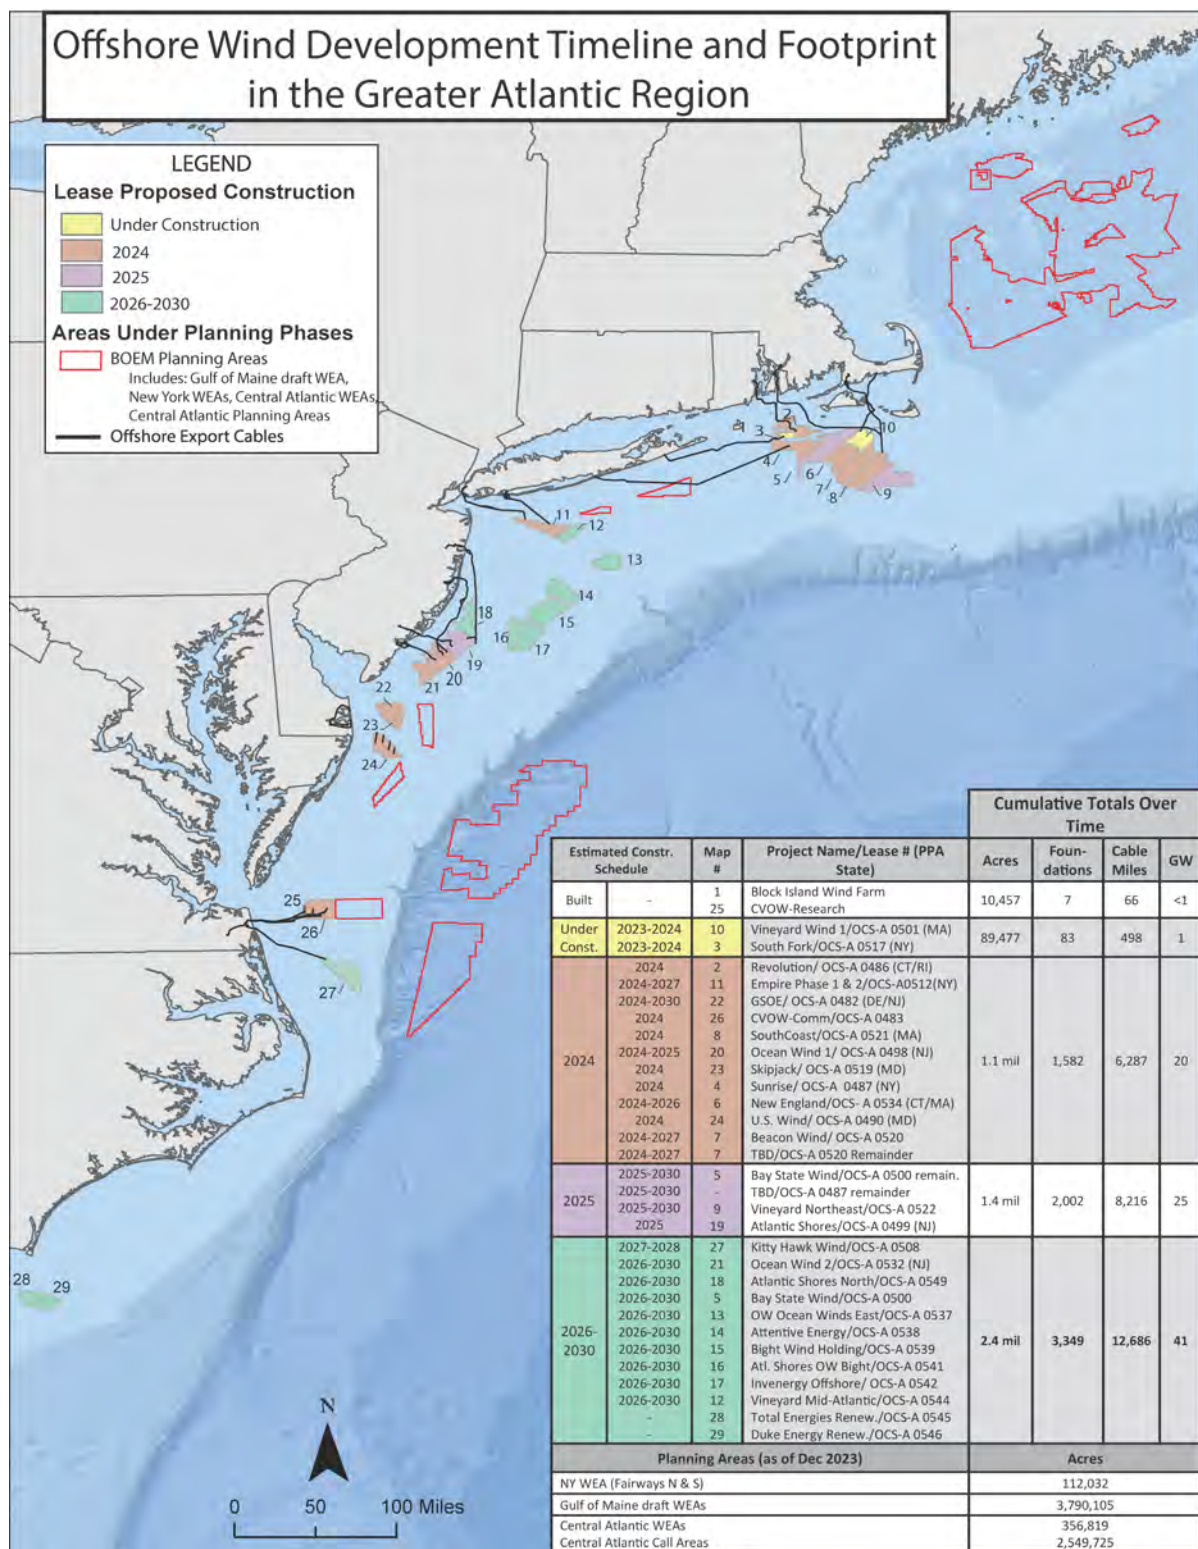 Offshore Wind Development Timeline and Footprint
in the Greater Atlantic Region
LEGEND
Lease Proposed Construction
Under Construction
2024
2025
2026-2030
Areas Under Planning Phases
BOEM Planning Areas
Includes: Gulf of Maine draft WEA,
New York WEAs, Central Atlantic WEAs,
Central Atlantic Planning Areas
Offshore Export Cables
1
2
3
4
5
6
7
8
9
10
11
12
13
14
15
16
17
18
19
20
21
22
23
24
25
26
27
28
29
N
0 50 100 Miles
Cumulative Totals Over
Time
Estimated Constr.
Schedule
Map
#
Project Name/Lease # (PPA
State)
Acres
Foun-
dations
Cable
Miles
GW
Built - 1 Block Island Wind Farm 10,457 7 66 <1
25 CVOW-Research
Under 2023-2024 10 Vineyard Wind 1/OCS-A 0501 (MA) 89,477 83 498 1
Const. 2023-2024 3 South Fork/OCS-A 0517 (NY)
2024 2 Revolution/ OCS-A 0486 (CT/RI)
2024-2027 11 Empire Phase 1 & 2/OCS-A0512(NY)
2024-2030 22 GSOE/ OCS-A 0482 (DE/NJ)
2024 26 CVOW-Comm/OCS-A 0483
2024 8 SouthCoast/OCS-A 0521 (MA)
2024-2025 20 Ocean Wind 1/ OCS-A 0498 (NJ)
2024 2024 23 Skipjack/ OCS-A 0519 (MD) 1.1 mil 1,582 6,287 20
2024 4 Sunrise/ OCS-A 0487 (NY)
2024-2026 6 New England/OCS- A 0534 (CT/MA)
2024 24 U.S. Wind/ OCS-A 0490 (MD)
2024-2027 7 Beacon Wind/ OCS-A 0520
2024-2027 7 TBD/OCS-A 0520 Remainder
2025-2030 5 Bay State Wind/OCS-A 0500 remain.
2025 2025-2030 - TBD/OCS-A 0487 remainder 1.4 mil 2,002 8,216 25
2025-2030 9 Vineyard Northeast/OCS-A 0522
2025 19 Atlantic Shores/OCS-A 0499 (NJ)
2027-2028 27 Kitty Hawk Wind/OCS-A 0508
2026-2030 21 Ocean Wind 2/OCS-A 0532 (NJ)
2026-2030 18 Atlantic Shores North/OCS-A 0549
2026-2030 5 Bay State Wind/OCS-A 0500
2026-2030 13 OW Ocean Winds East/OCS-A 0537
2026- 2026-2030 14 Attentive Energy/OCS-A 0538 2.4 mil 3,349 12,686 41
2030 2026-2030 15 Bight Wind Holding/OCS-A 0539
2026-2030 16 Atl. Shores OW Bight/OCS-A 0541
2026-2030 17 Invenergy Offshore/ OCS-A 0542
2026-2030 12 Vineyard Mid-Atlantic/OCS-A 0544
- 28 Total Energies Renew./OCS-A 0545
- 29 Duke Energy Renew./OCS-A 0546
Planning Areas (as of Dec 2023) Acres
NY WEA (Fairways N & S) 112,032
Gulf of Maine draft WEAs 3,790,105
Central Atlantic WEAs 356,819
Central Atlantic Call Areas 2,549,725